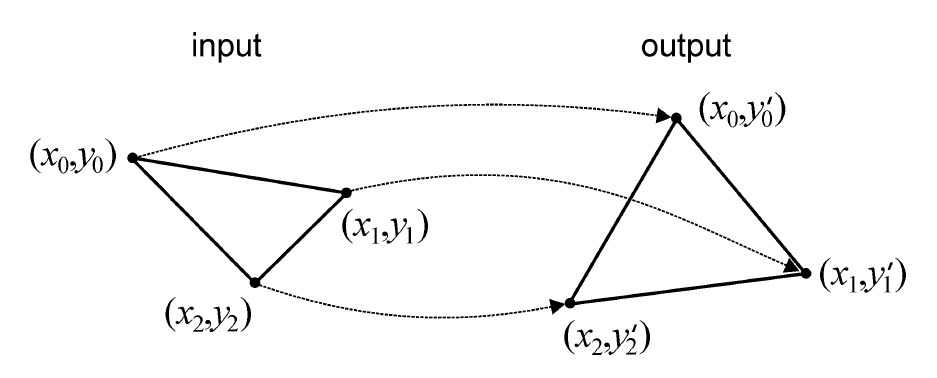 input
output
(x₀,y₀)
(x₁,y₁)
(x₂,y₂)
(x₀,y₀′)
(x₁,y₁′)
(x₂,y₂′)